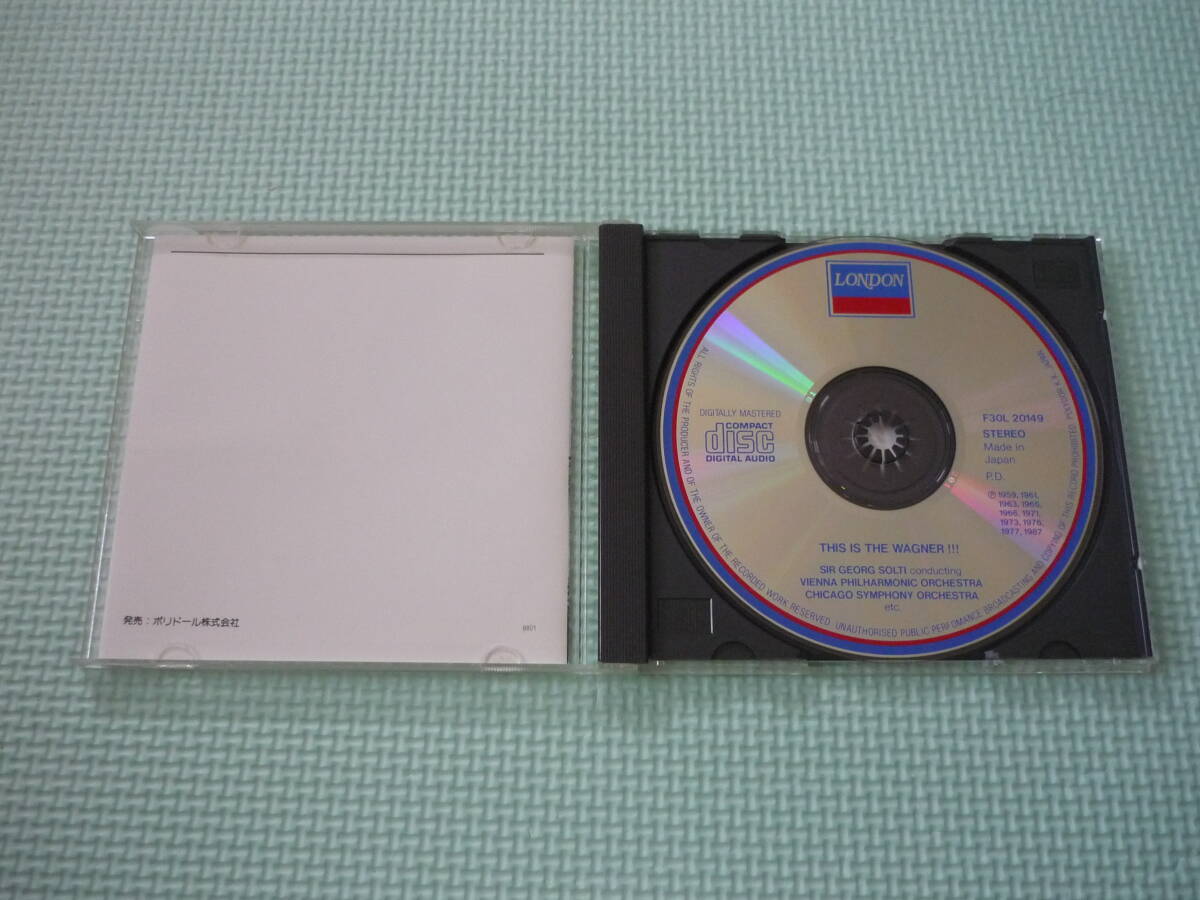 発売：ポリドール株式会社
8801
LONDON
DIGITALLY MASTERED
COMPACT
disc
DIGITAL AUDIO
F30L 20149
STEREO
Made in
Japan
P.D.
℗ 1959, 1961,
1963, 1965,
1966, 1971,
1973, 1976,
1977, 1987
THIS IS THE WAGNER !!!
SIR GEORG SOLTI conducting
VIENNA PHILHARMONIC ORCHESTRA
CHICAGO SYMPHONY ORCHESTRA
etc.
ALL RIGHTS OF THE PRODUCER AND OF THE OWNER OF THE RECORDED WORK RESERVED. UNAUTHORISED PUBLIC PERFOMANCE BROADCASTING AND COPYING OF THIS RECORD PROHIBITED. POLYDOR K.K. JAPAN